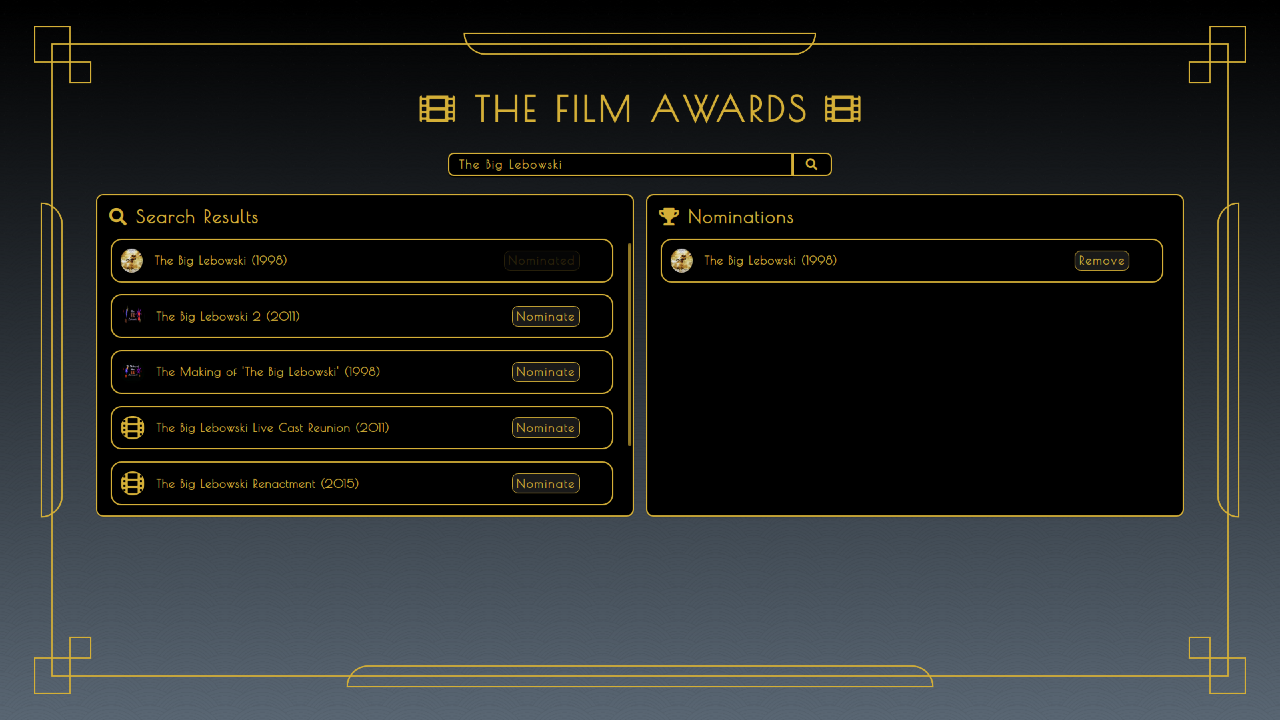 THE FILM AWARDS
The Big Lebowski
Search Results
The Big Lebowski (1998)
Nominated
The Big Lebowski 2 (2011)
Nominate
The Making of 'The Big Lebowski' (1998)
Nominate
The Big Lebowski Live Cast Reunion (2011)
Nominate
The Big Lebowski Renactment (2015)
Nominate
Nominations
The Big Lebowski (1998)
Remove